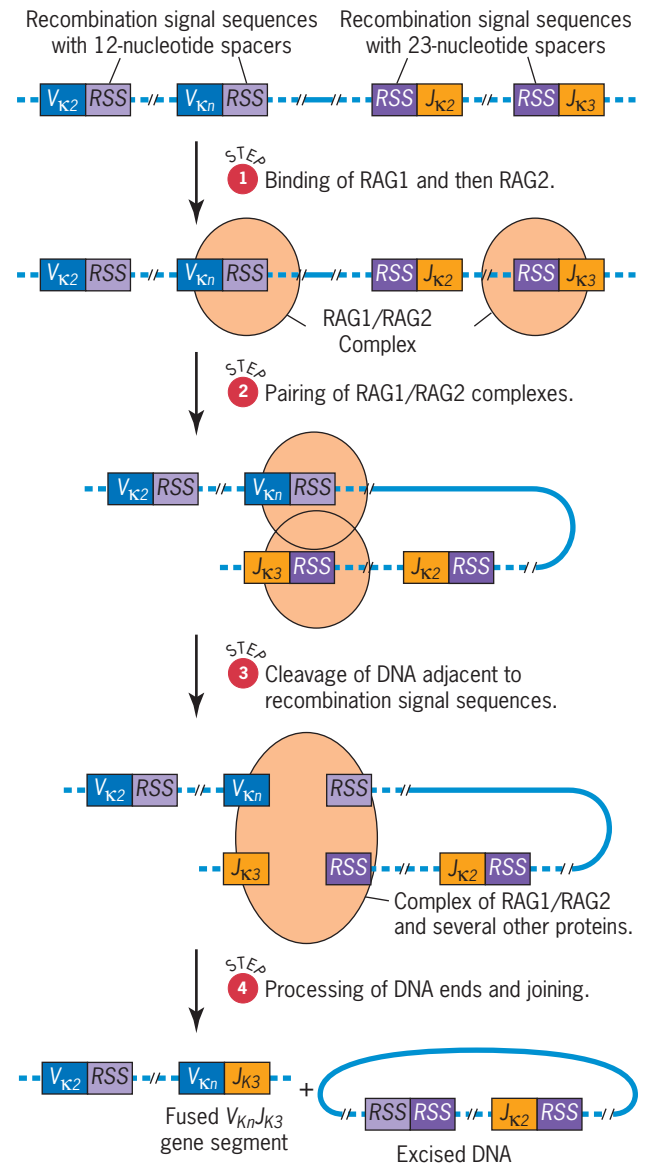 Recombination signal sequences
with 12-nucleotide spacers
Recombination signal sequences
with 23-nucleotide spacers
Vκ2 RSS Vκn RSS RSS Jκ2 RSS Jκ3
STEP
1 Binding of RAG1 and then RAG2.
Vκ2 RSS Vκn RSS RSS Jκ2 RSS Jκ3
RAG1/RAG2
Complex
STEP
2 Pairing of RAG1/RAG2 complexes.
Vκ2 RSS Vκn RSS
Jκ3 RSS Jκ2 RSS
STEP
3 Cleavage of DNA adjacent to
recombination signal sequences.
Vκ2 RSS Vκn RSS
Jκ3 RSS Jκ2 RSS
Complex of RAG1/RAG2
and several other proteins.
STEP
4 Processing of DNA ends and joining.
Vκ2 RSS Vκn JK3 +
RSS RSS Jκ2 RSS
Fused VKnJK3
gene segment
Excised DNA